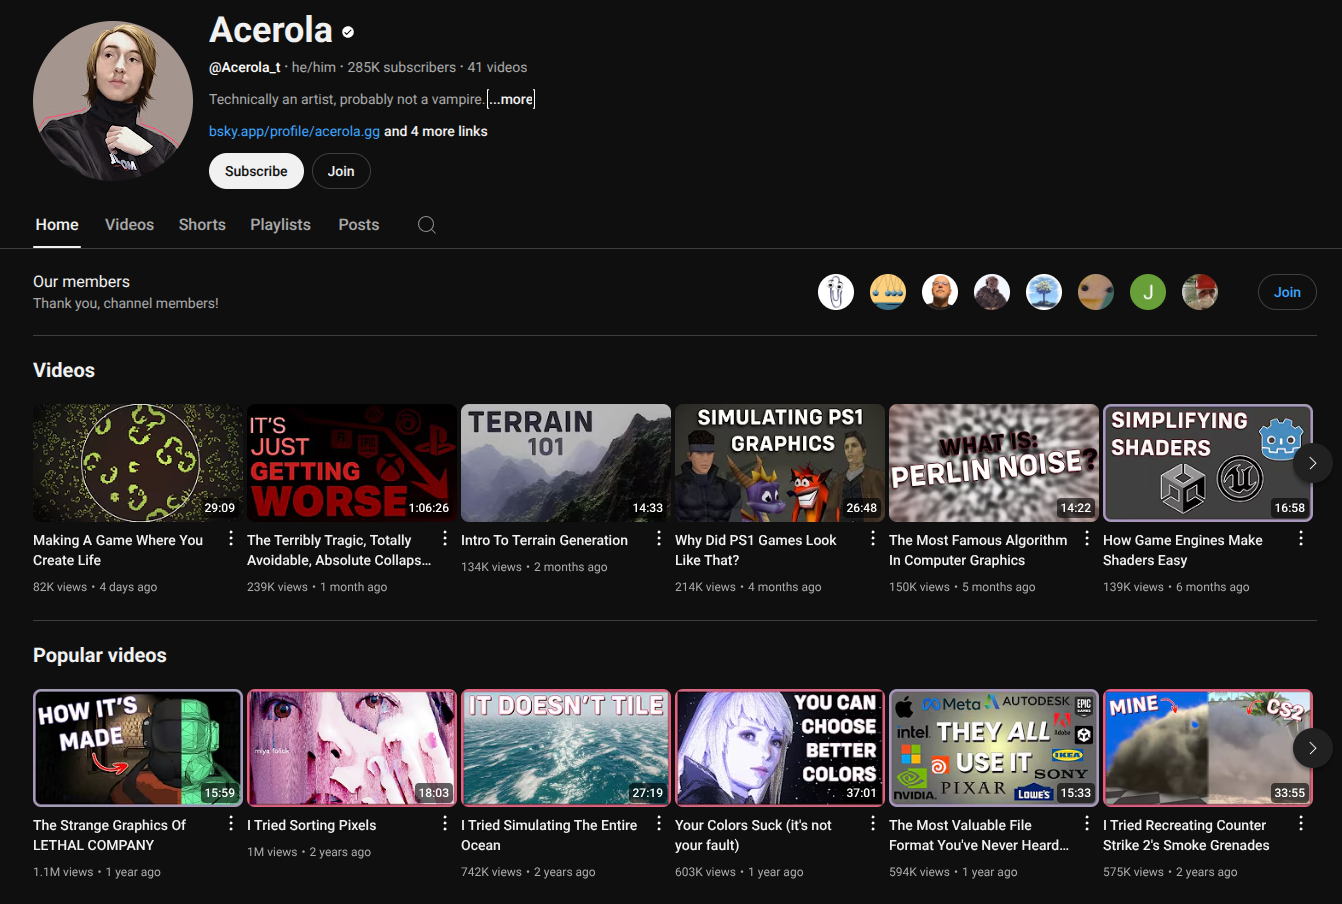 Acerola
@Acerola_t · he/him · 285K subscribers · 41 videos
Technically an artist, probably not a vampire. ...more
bsky.app/profile/acerola.gg and 4 more links
Subscribe
Join
Home
Videos
Shorts
Playlists
Posts
Our members
Thank you, channel members!
J
Join
Videos
29:09
IT'S
JUST
GETTING
WORSE
1:06:26
TERRAIN
101
14:33
SIMULATING PS1
GRAPHICS
26:48
WHAT IS:
PERLIN NOISE?
14:22
SIMPLIFYING
SHADERS
16:58
Making A Game Where You
Create Life
82K views • 4 days ago
The Terribly Tragic, Totally
Avoidable, Absolute Collaps...
239K views • 1 month ago
Intro To Terrain Generation
134K views • 2 months ago
Why Did PS1 Games Look
Like That?
214K views • 4 months ago
The Most Famous Algorithm
In Computer Graphics
150K views • 5 months ago
How Game Engines Make
Shaders Easy
139K views • 6 months ago
Popular videos
HOW IT'S
MADE
15:59
miya folick
18:03
IT DOESN'T TILE
27:19
YOU CAN
CHOOSE
BETTER
COLORS
37:01
Meta
AUTODESK
EPIC
GAMES
intel
THEY ALL
Adobe
USE IT
IKEA
SONY
NVIDIA.
PIXAR
LOWE'S
15:33
MINE
CS2
33:55
The Strange Graphics Of
LETHAL COMPANY
1.1M views • 1 year ago
I Tried Sorting Pixels
1M views • 2 years ago
I Tried Simulating The Entire
Ocean
742K views • 2 years ago
Your Colors Suck (it's not
your fault)
603K views • 1 year ago
The Most Valuable File
Format You've Never Heard...
594K views • 1 year ago
I Tried Recreating Counter
Strike 2's Smoke Grenades
575K views • 2 years ago